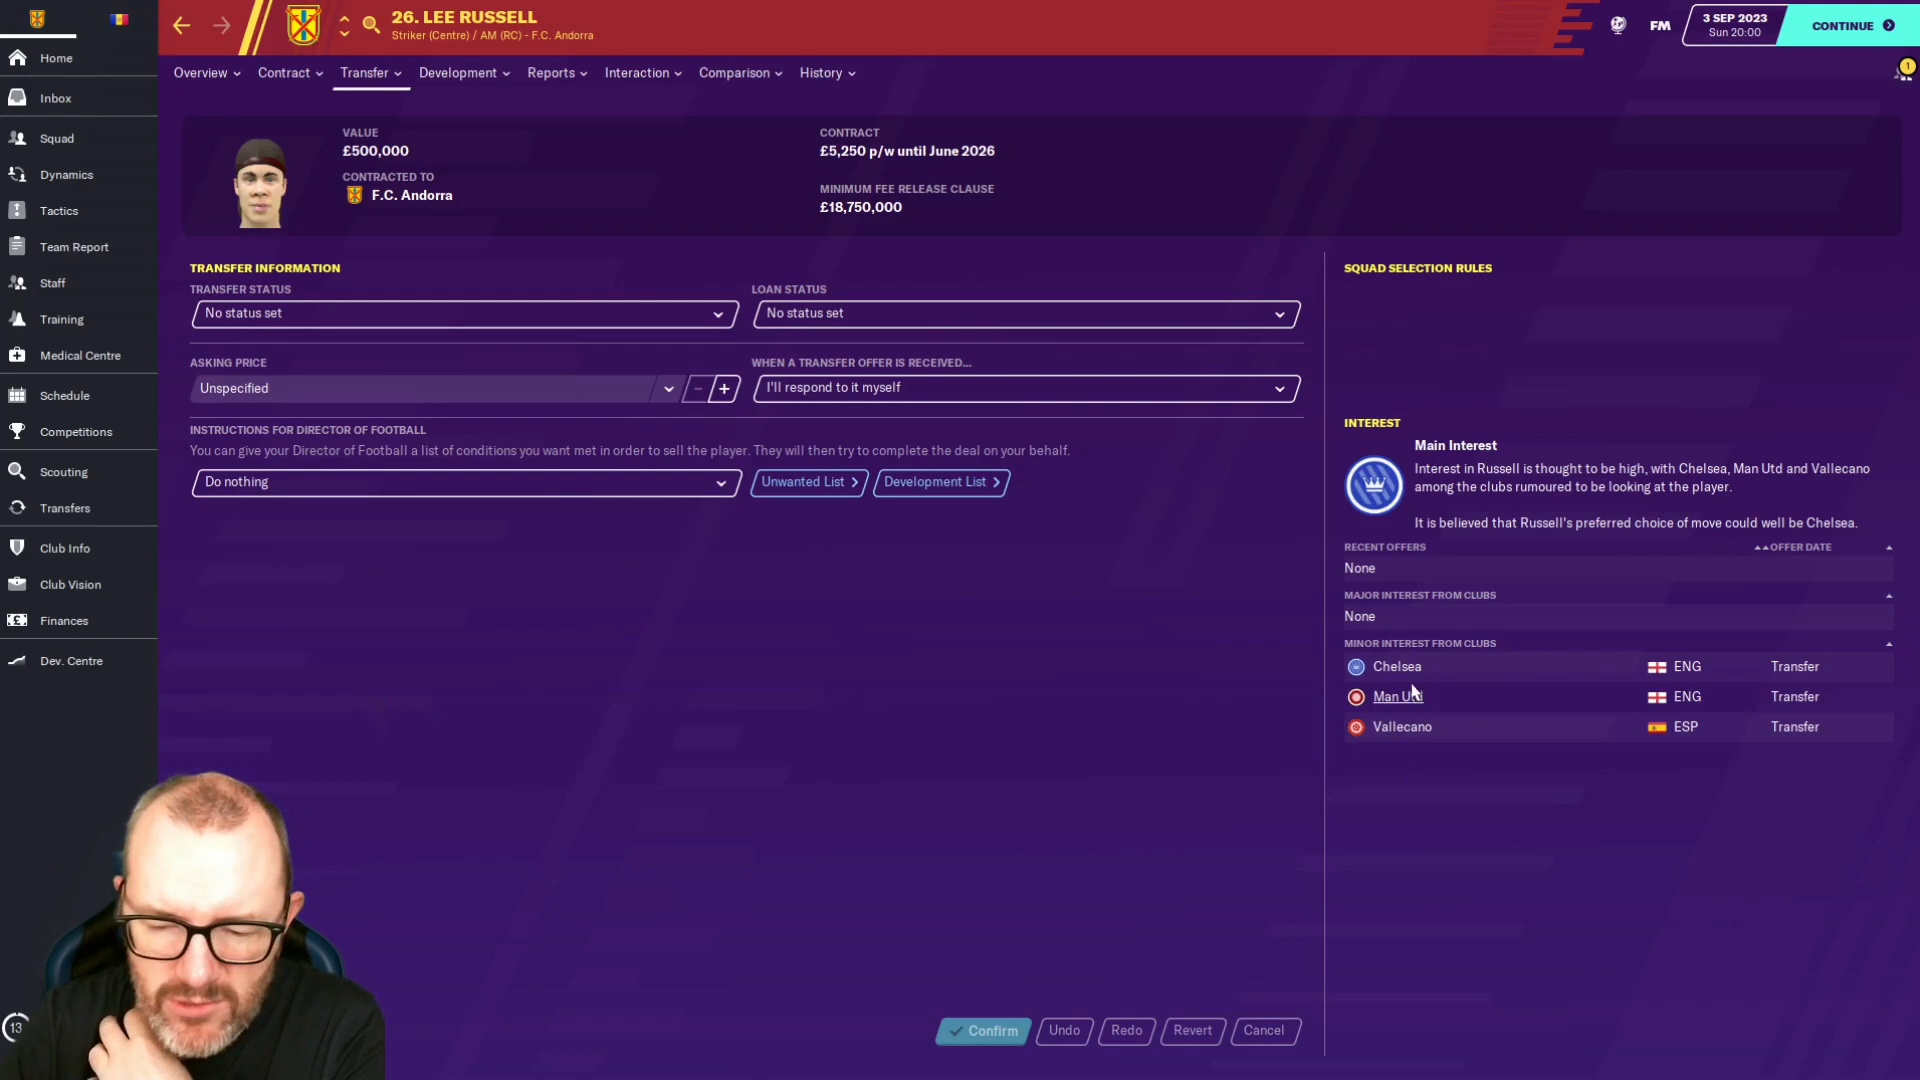 26. LEE RUSSELL
Striker (Centre) / AM (RC) - F.C. Andorra
FM
3 SEP 2023
Sun 20:00
CONTINUE
Overview
Contract
Transfer
Development
Reports
Interaction
Comparison
History
1
Home
Inbox
Squad
Dynamics
Tactics
Team Report
Staff
Training
Medical Centre
Schedule
Competitions
Scouting
Transfers
Club Info
Club Vision
Finances
Dev. Centre
13
VALUE
£500,000
CONTRACTED TO
F.C. Andorra
CONTRACT
£5,250 p/w until June 2026
MINIMUM FEE RELEASE CLAUSE
£18,750,000
TRANSFER INFORMATION
TRANSFER STATUS
No status set
LOAN STATUS
No status set
ASKING PRICE
Unspecified
WHEN A TRANSFER OFFER IS RECEIVED...
I'll respond to it myself
INSTRUCTIONS FOR DIRECTOR OF FOOTBALL
You can give your Director of Football a list of conditions you want met in order to sell the player. They will then try to complete the deal on your behalf.
Do nothing
Unwanted List
Development List
SQUAD SELECTION RULES
INTEREST
Main Interest
Interest in Russell is thought to be high, with Chelsea, Man Utd and Vallecano
among the clubs rumoured to be looking at the player.
It is believed that Russell's preferred choice of move could well be Chelsea.
RECENT OFFERS
OFFER DATE
None
MAJOR INTEREST FROM CLUBS
None
MINOR INTEREST FROM CLUBS
Chelsea ENG Transfer
Man Utd ENG Transfer
Vallecano ESP Transfer
Confirm
Undo
Redo
Revert
Cancel